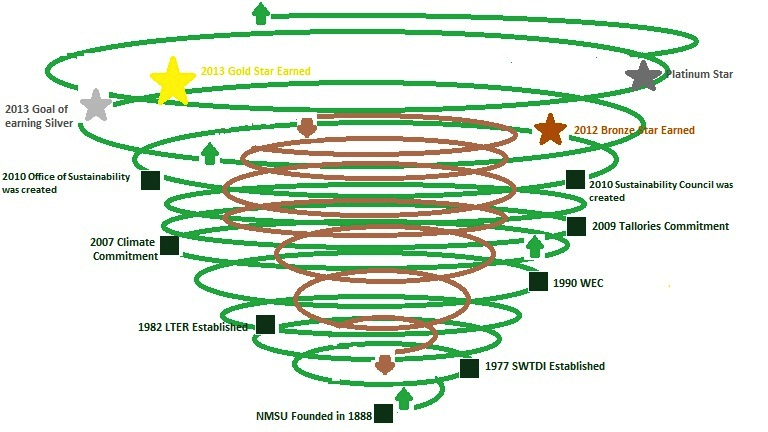 2013 Gold Star Earned
Platinum Star
2013 Goal of
earning Silver
2012 Bronze Star Earned
2010 Office of Sustainability
was created
2010 Sustainability Council was
created
2009 Tallories Commitment
2007 Climate
Commitment
1990 WEC
1982 LTER Established
1977 SWTDI Established
NMSU Founded in 1888